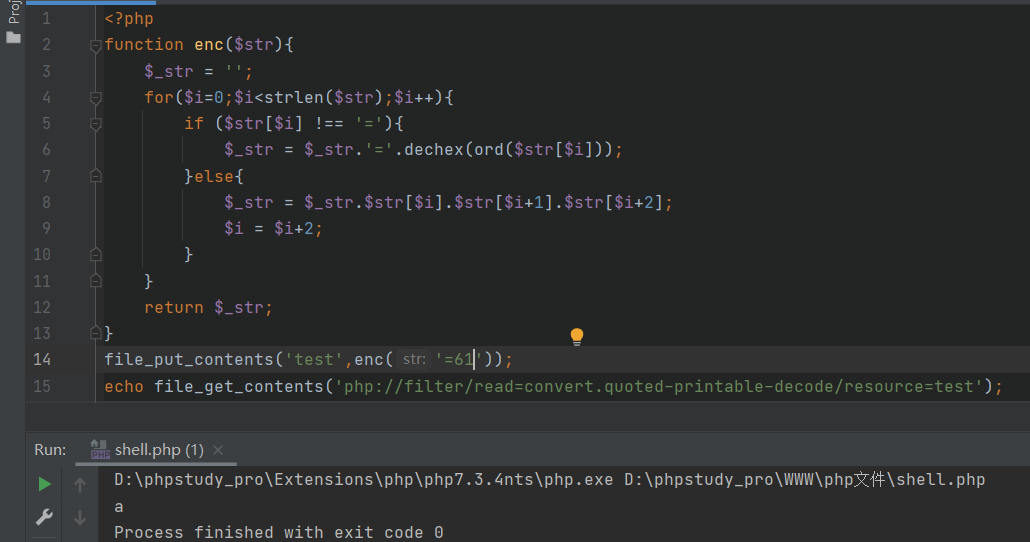 Proj
1 <?php
2 function enc($str){
3 $_str = '';
4 for($i=0;$i<strlen($str);$i++){
5 if ($str[$i] !== '='){
6 $_str = $_str.'='.dechex(ord($str[$i]));
7 }else{
8 $_str = $_str.$str[$i].$str[$i+1].$str[$i+2];
9 $i = $i+2;
10 }
11 }
12 return $_str;
13 }
14 file_put_contents('test',enc( str: '=61'));
15 echo file_get_contents('php://filter/read=convert.quoted-printable-decode/resource=test');
Run: PHP shell.php (1) ×
D:\phpstudy_pro\Extensions\php\php7.3.4nts\php.exe D:\phpstudy_pro\WWW\php文件\shell.php
a
Process finished with exit code 0